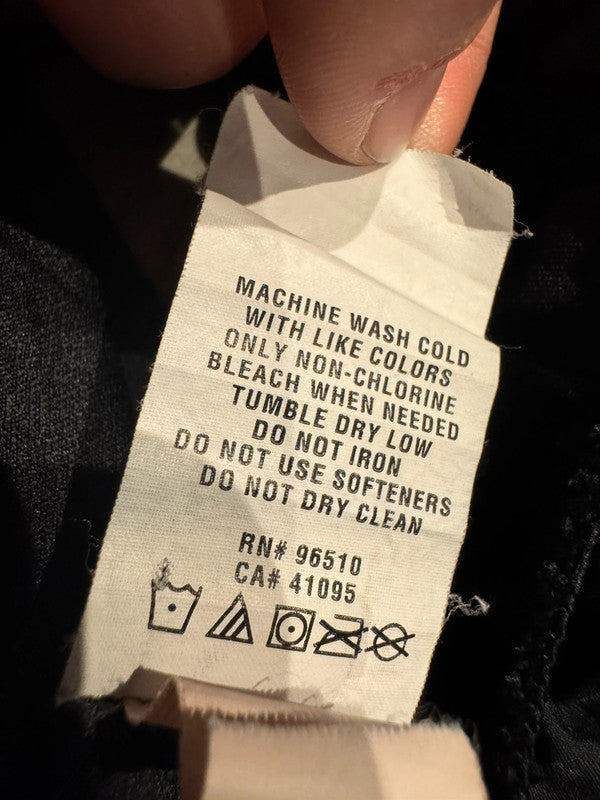 MACHINE WASH COLD
WITH LIKE COLORS
ONLY NON-CHLORINE
BLEACH WHEN NEEDED
TUMBLE DRY LOW
DO NOT IRON
DO NOT USE SOFTENERS
DO NOT DRY CLEAN
RN# 96510
CA# 41095